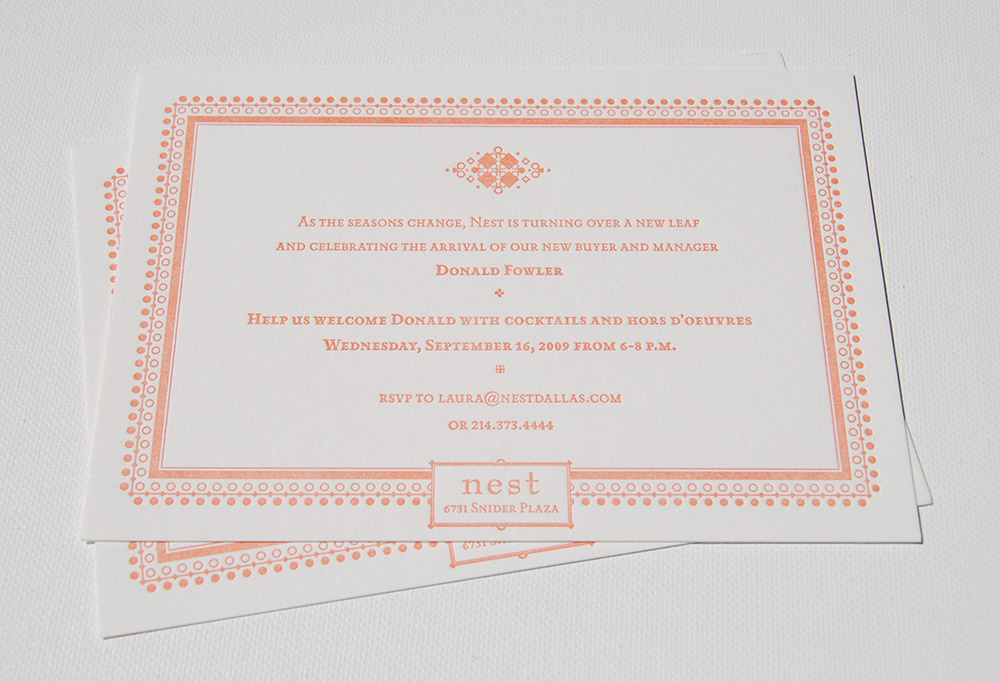 As the seasons change, Nest is turning over a new leaf
and celebrating the arrival of our new buyer and manager
Donald Fowler
Help us welcome Donald with cocktails and hors d'oeuvres
Wednesday, September 16, 2009 from 6-8 p.m.
rsvp to laura@nestdallas.com
or 214.373.4444
nest
6731 Snider Plaza
6731